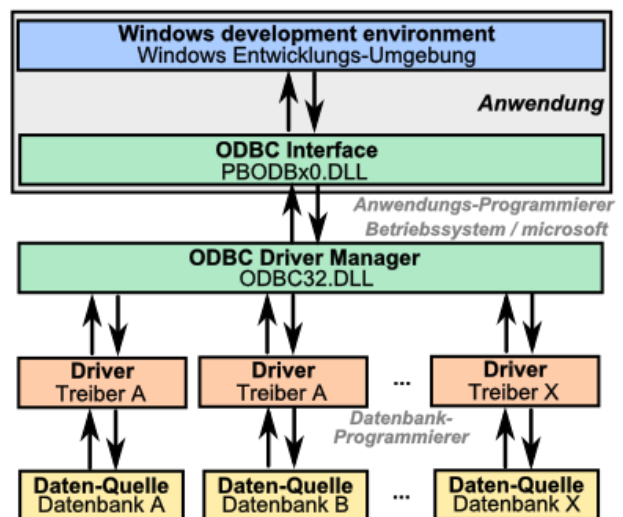 Windows development environment
Windows Entwicklungs-Umgebung
Anwendung
ODBC Interface
PBODBx0.DLL
Anwendungs-Programmierer
Betriebssystem / microsoft
ODBC Driver Manager
ODBC32.DLL
Driver
Treiber A
Driver
Treiber A
...
Driver
Treiber X
Datenbank-
Programmierer
Daten-Quelle
Datenbank A
Daten-Quelle
Datenbank B
...
Daten-Quelle
Datenbank X